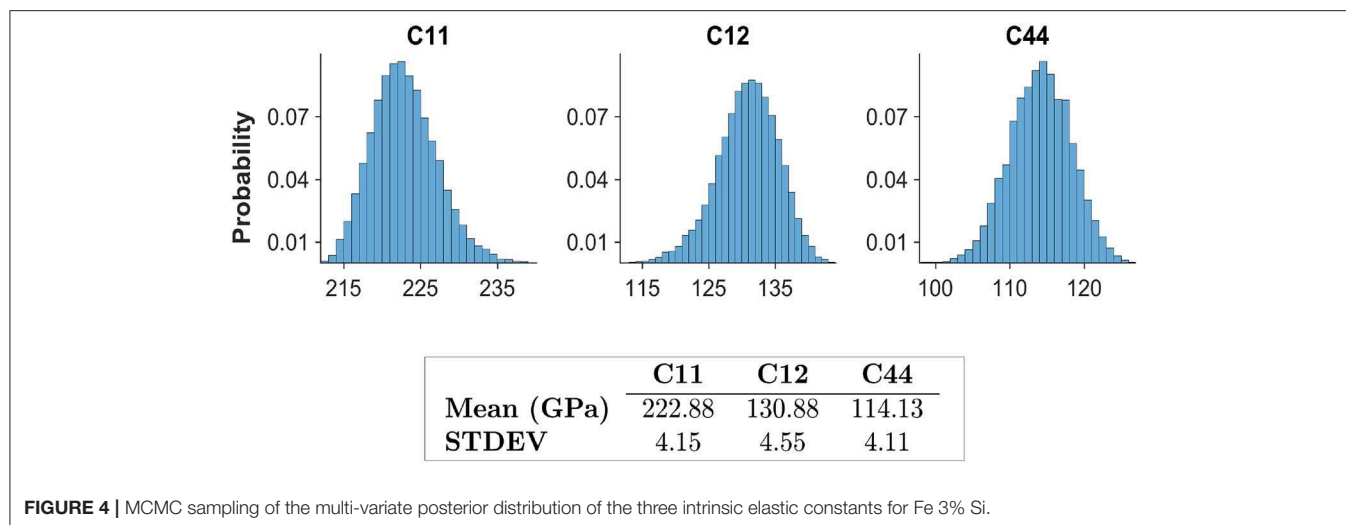 C11 C12 C44
Probability
0.07 0.07 0.07
0.04 0.04 0.04
0.01 0.01 0.01
215 225 235 115 125 135 100 110 120
C11 C12 C44
Mean (GPa) 222.88 130.88 114.13
STDEV 4.15 4.55 4.11
FIGURE 4 | MCMC sampling of the multi-variate posterior distribution of the three intrinsic elastic constants for Fe 3% Si.